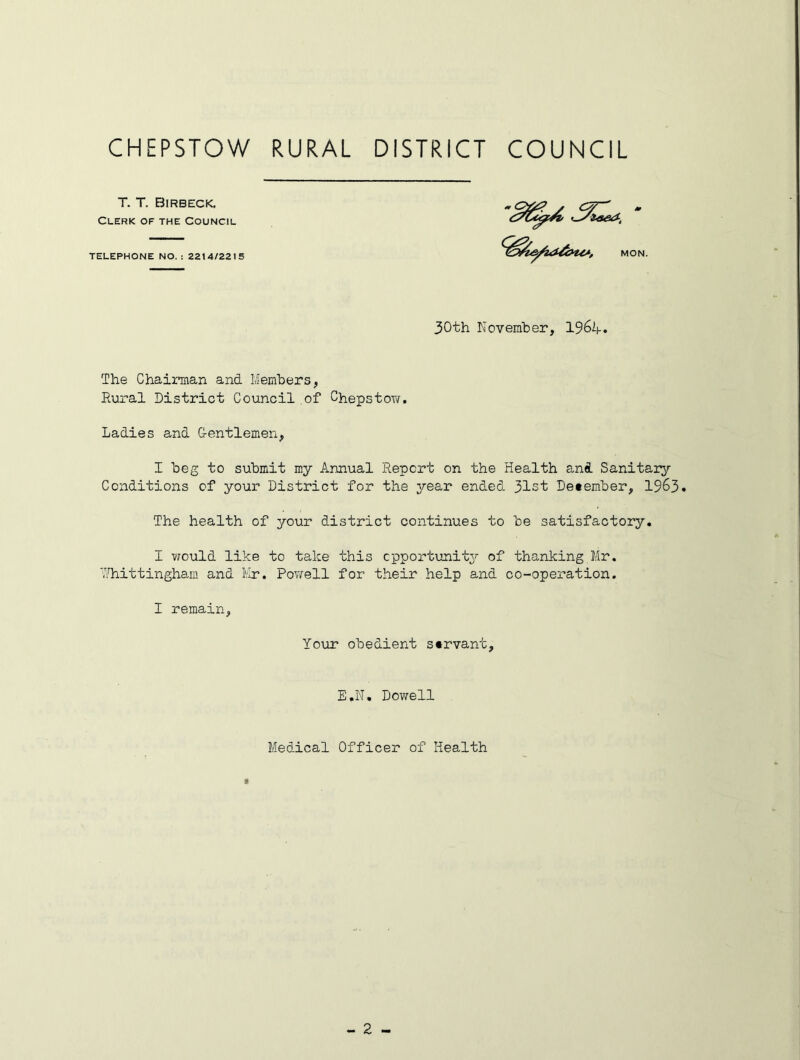 CHEPSTOW RURAL DISTRICT COUNCIL
T. T. BIRBECK,
CLERK OF THE COUNCIL
TELEPHONE NO. : 2214/2215
"High Trees,"
Chepstow, MON.
30th November, 1964.
The Chairman and Members,
Rural District Council of Chepstow.
Ladies and Gentlemen,
I beg to submit my Annual Report on the Health and Sanitary
Conditions of your District for the year ended 31st December, 1963.
The health of your district continues to be satisfactory.
I would like to take this opportunity of thanking Mr.
Whittingham and Mr. Powell for their help and co-operation.
I remain,
Your obedient servant,
E.N. Dowell
Medical Officer of Health
- 2 -